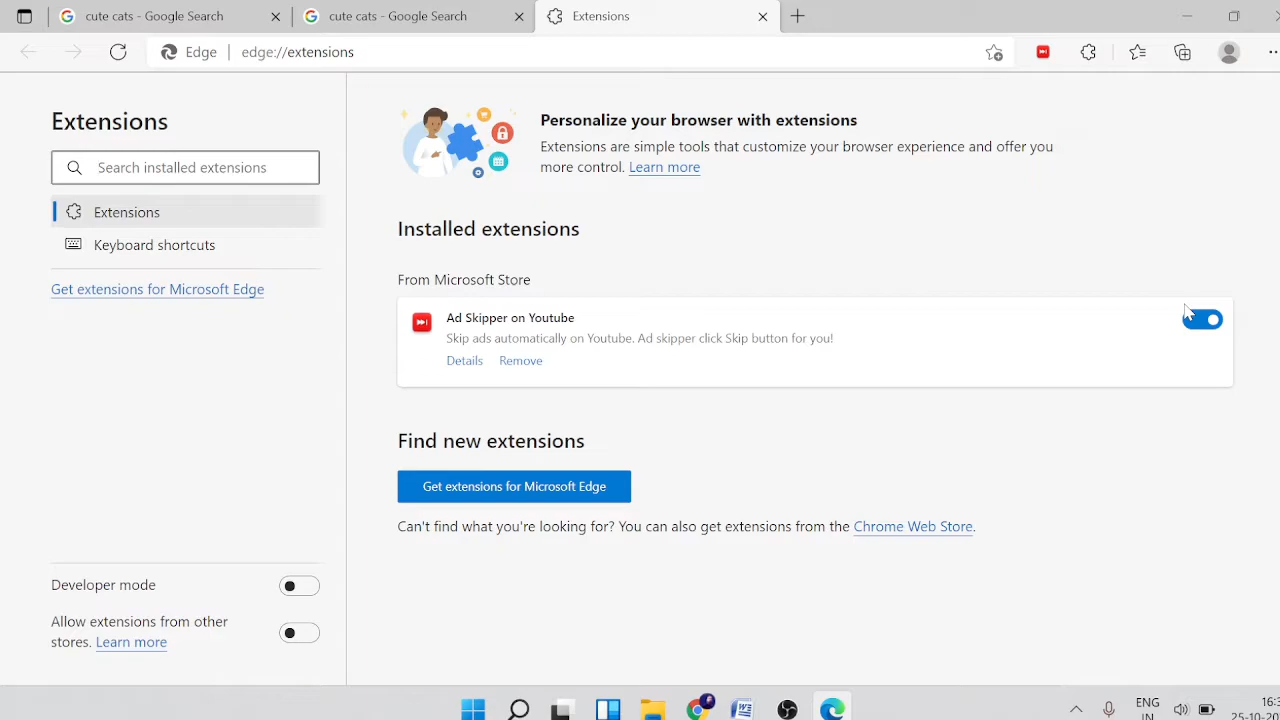 cute cats - Google Search
cute cats - Google Search
Extensions
Edge
edge://extensions
Extensions
Search installed extensions
Extensions
Keyboard shortcuts
Get extensions for Microsoft Edge
Developer mode
Allow extensions from other
stores. Learn more
Personalize your browser with extensions
Extensions are simple tools that customize your browser experience and offer you
more control. Learn more
Installed extensions
From Microsoft Store
Ad Skipper on Youtube
Skip ads automatically on Youtube. Ad skipper click Skip button for you!
Details Remove
Find new extensions
Get extensions for Microsoft Edge
Can't find what you're looking for? You can also get extensions from the Chrome Web Store.
ENG
IN